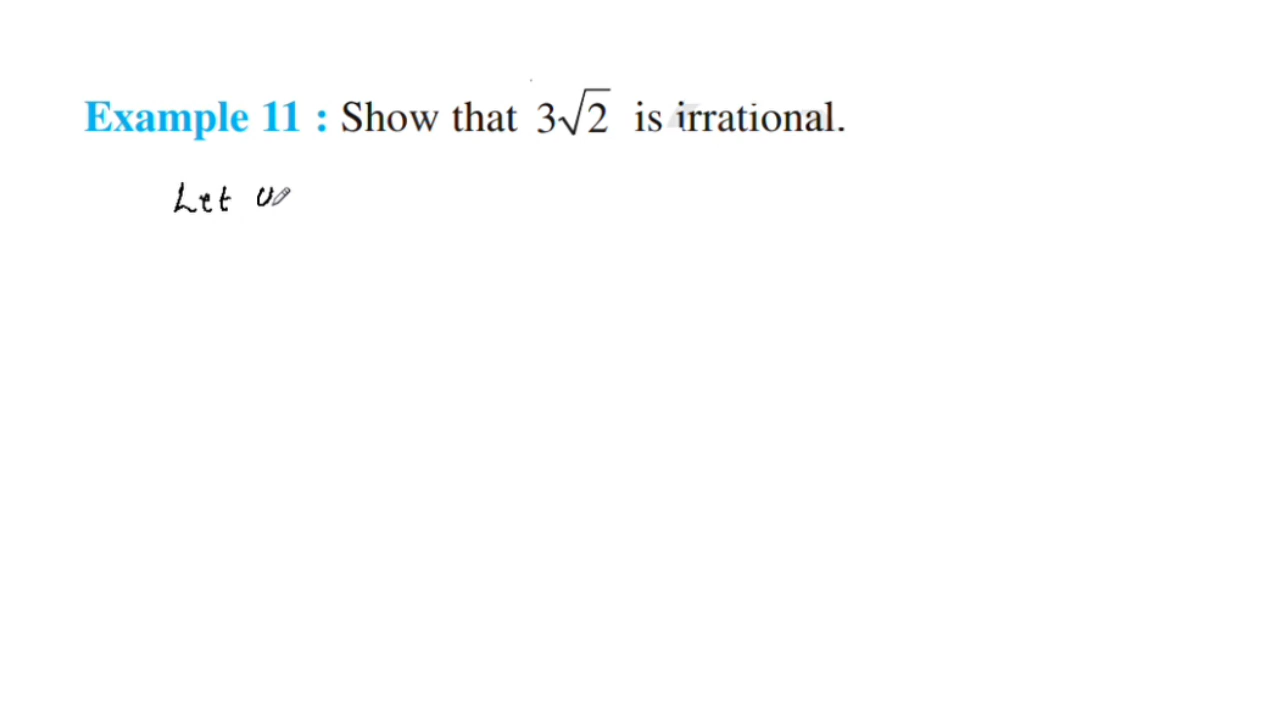 Example 11 : Show that 3√2 is irrational.
Let